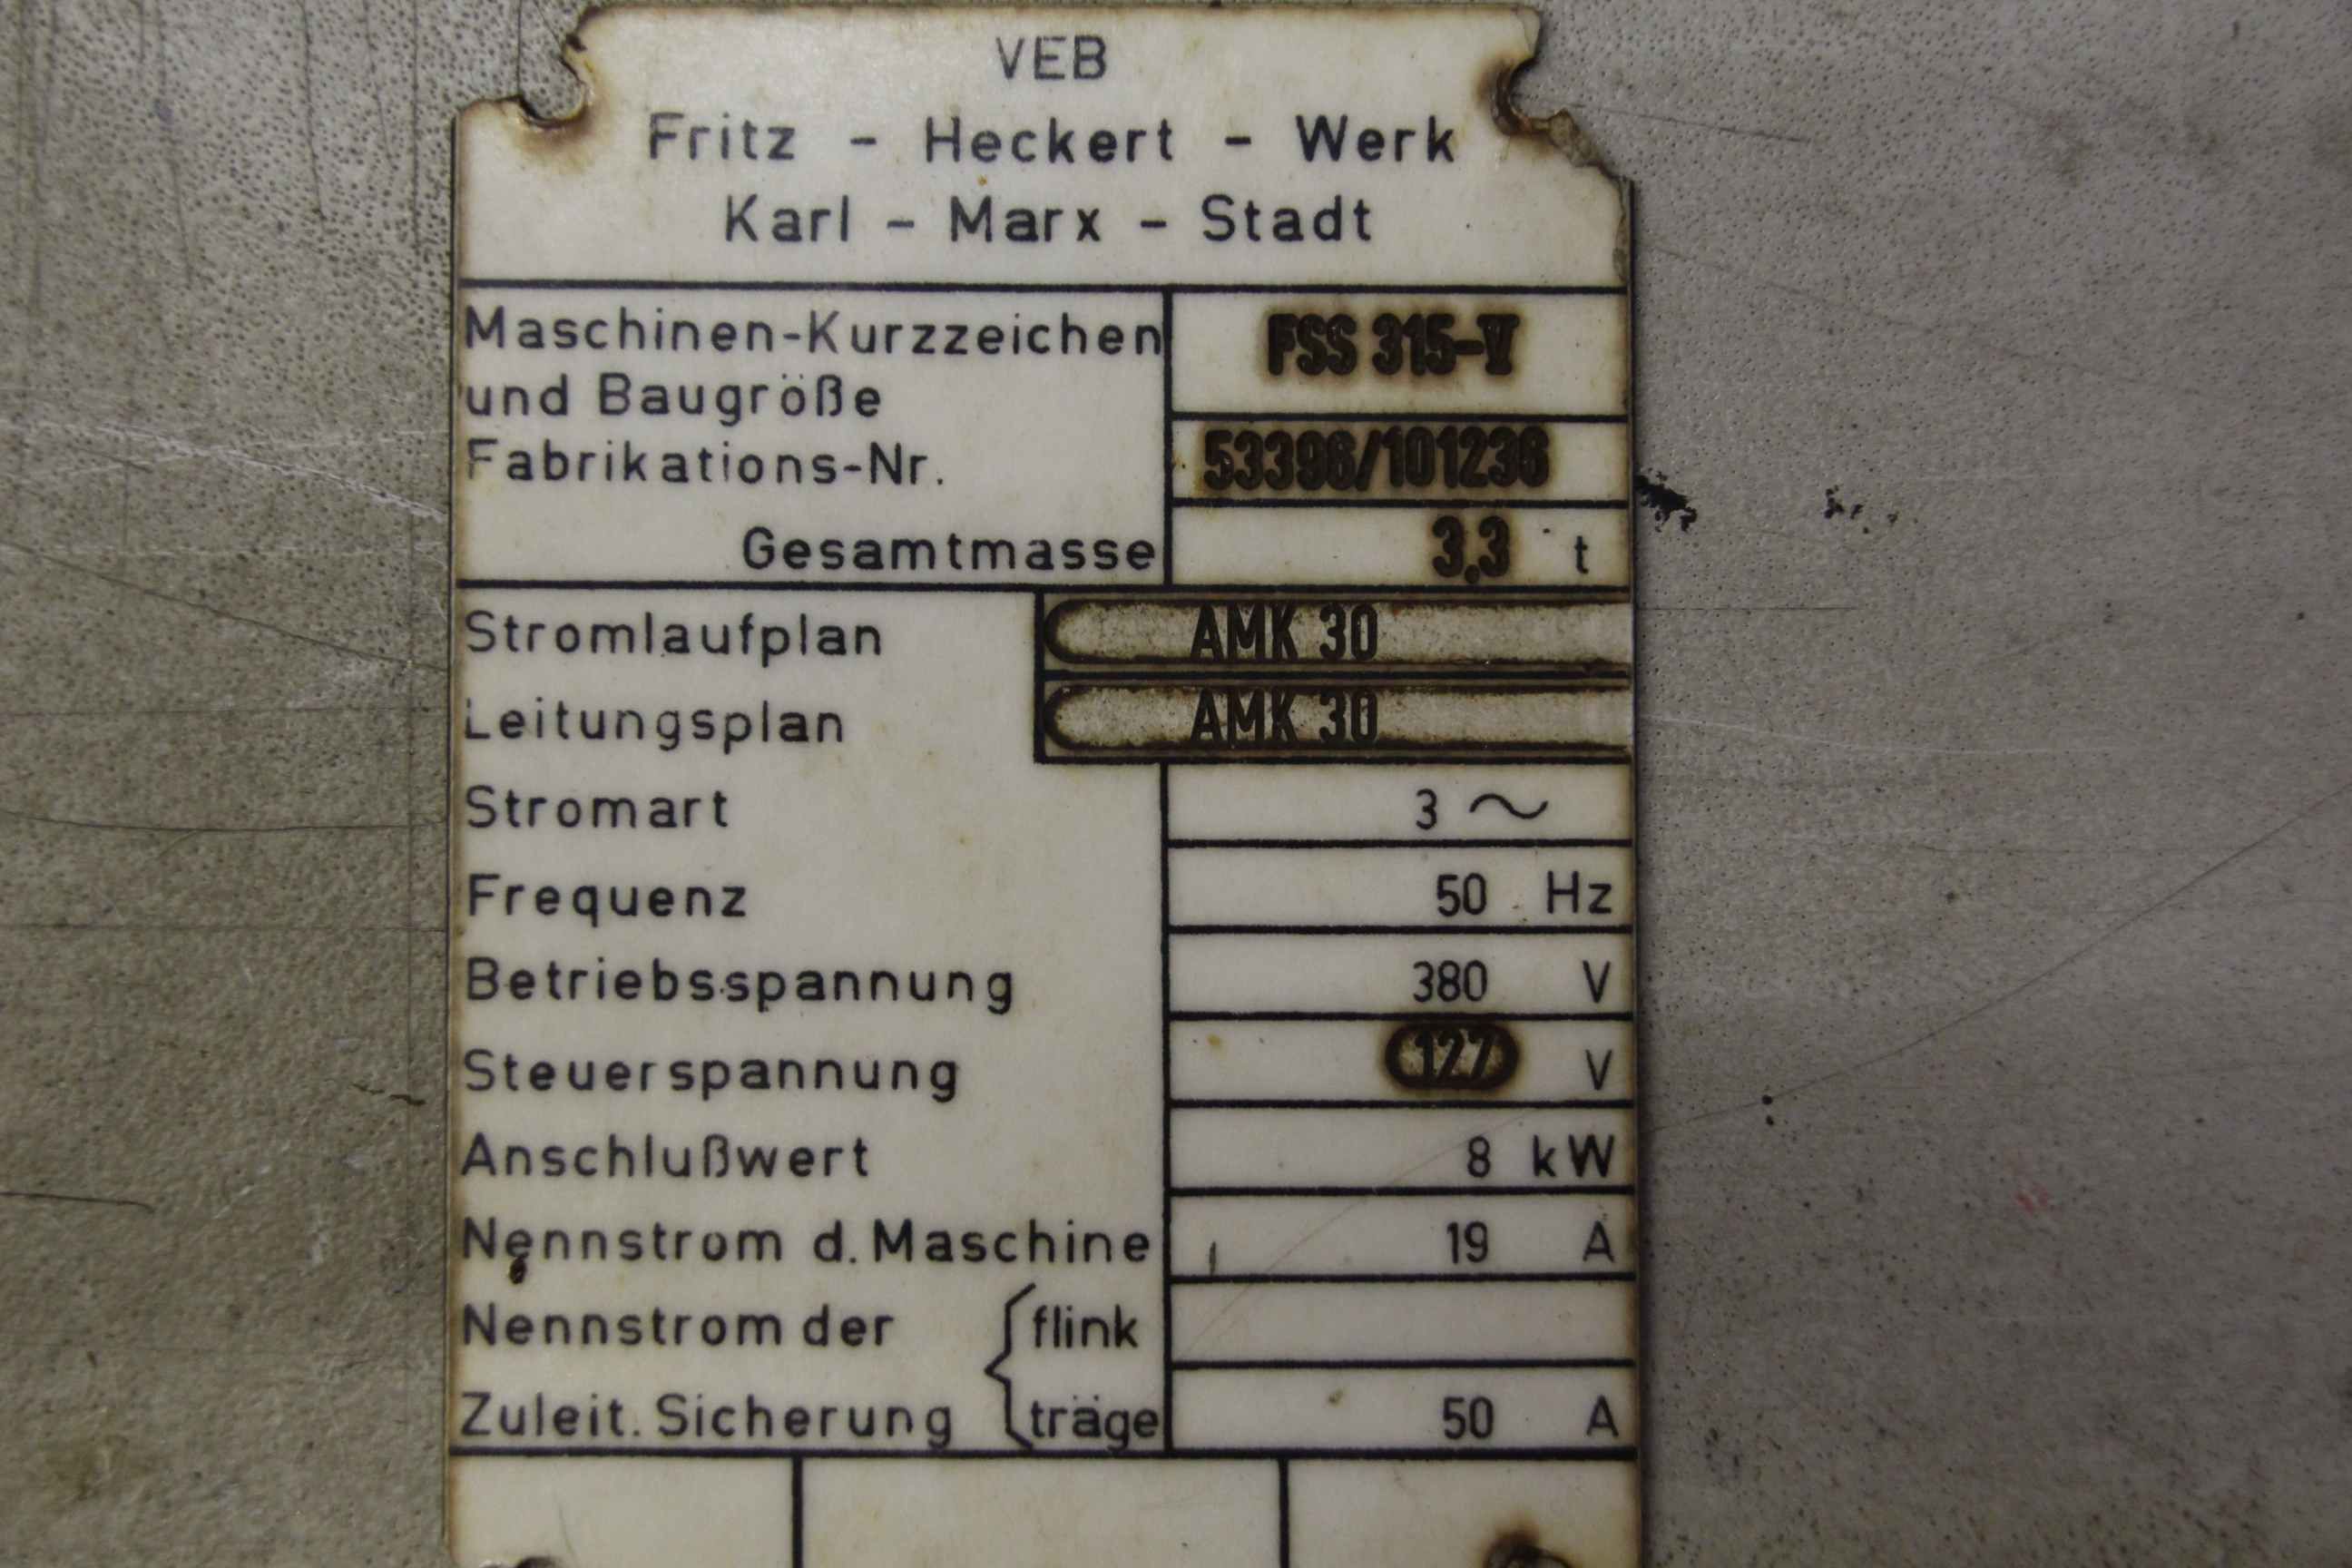 VEB
Fritz - Heckert - Werk
Karl - Marx - Stadt
Maschinen-Kurzzeichen
und Baugröße FSS 315-V
Fabrikations-Nr. 53396/101236
Gesamtmasse 3,3 t
Stromlaufplan AMK 30
Leitungsplan AMK 30
Stromart 3 ~
Frequenz 50 Hz
Betriebsspannung 380 V
Steuerspannung 127 V
Anschlußwert 8 kW
Nennstrom d. Maschine 19 A
Nennstrom der flink
Zuleit. Sicherung träge 50 A